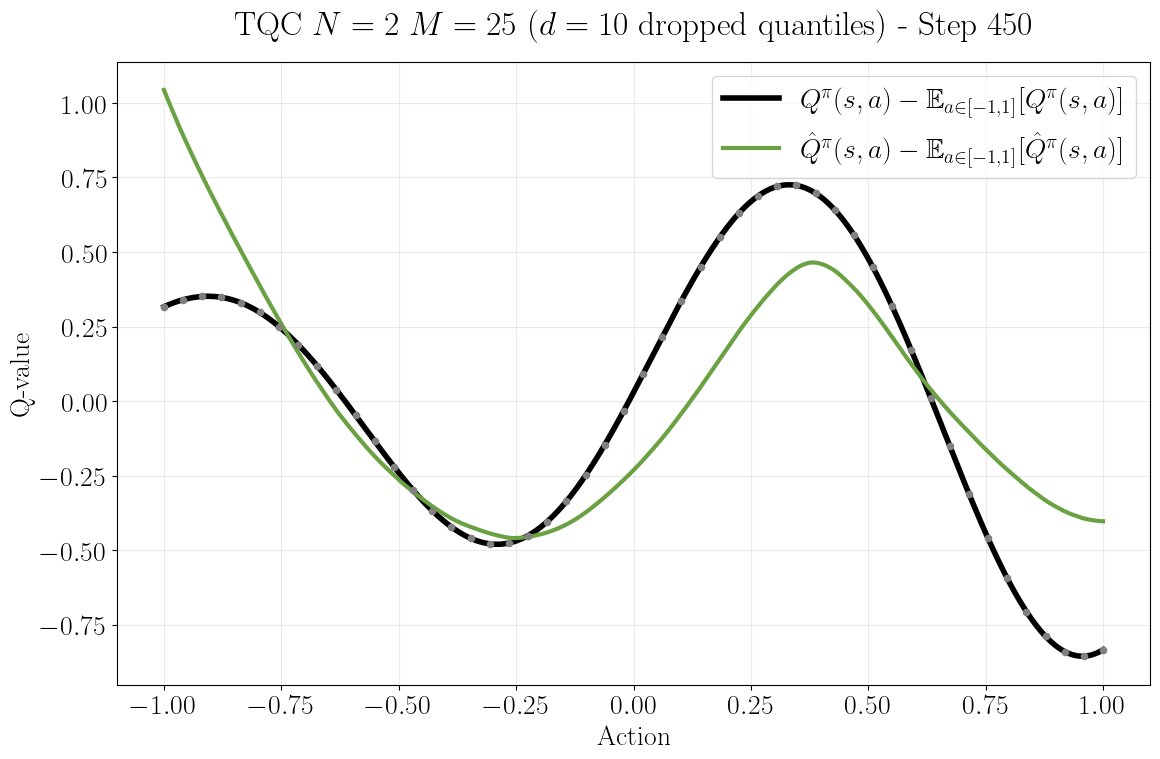 TQC N = 2 M = 25 (d = 10 dropped quantiles) - Step 450
Q^π(s, a) − 𝔼_{a∈[−1,1]}[Q^π(s, a)]
Q̂^π(s, a) − 𝔼_{a∈[−1,1]}[Q̂^π(s, a)]
1.00
0.75
0.50
0.25
0.00
−0.25
−0.50
−0.75
Q-value
−1.00 −0.75 −0.50 −0.25 0.00 0.25 0.50 0.75 1.00
Action